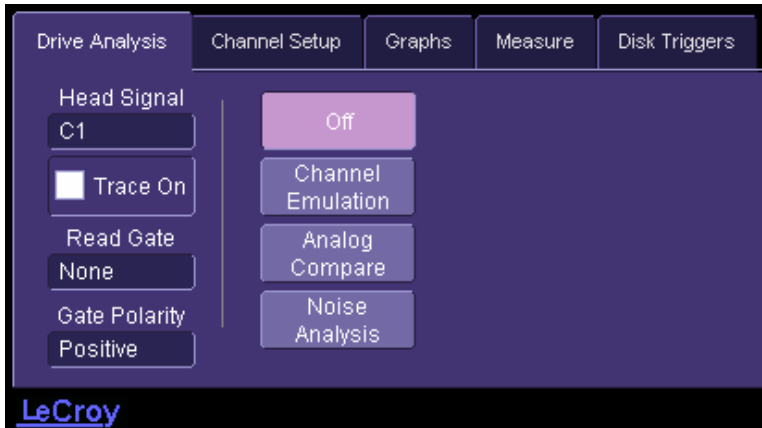 Drive Analysis
Channel Setup
Graphs
Measure
Disk Triggers
Head Signal
C1
Trace On
Read Gate
None
Gate Polarity
Positive
Off
Channel
Emulation
Analog
Compare
Noise
Analysis
LeCroy